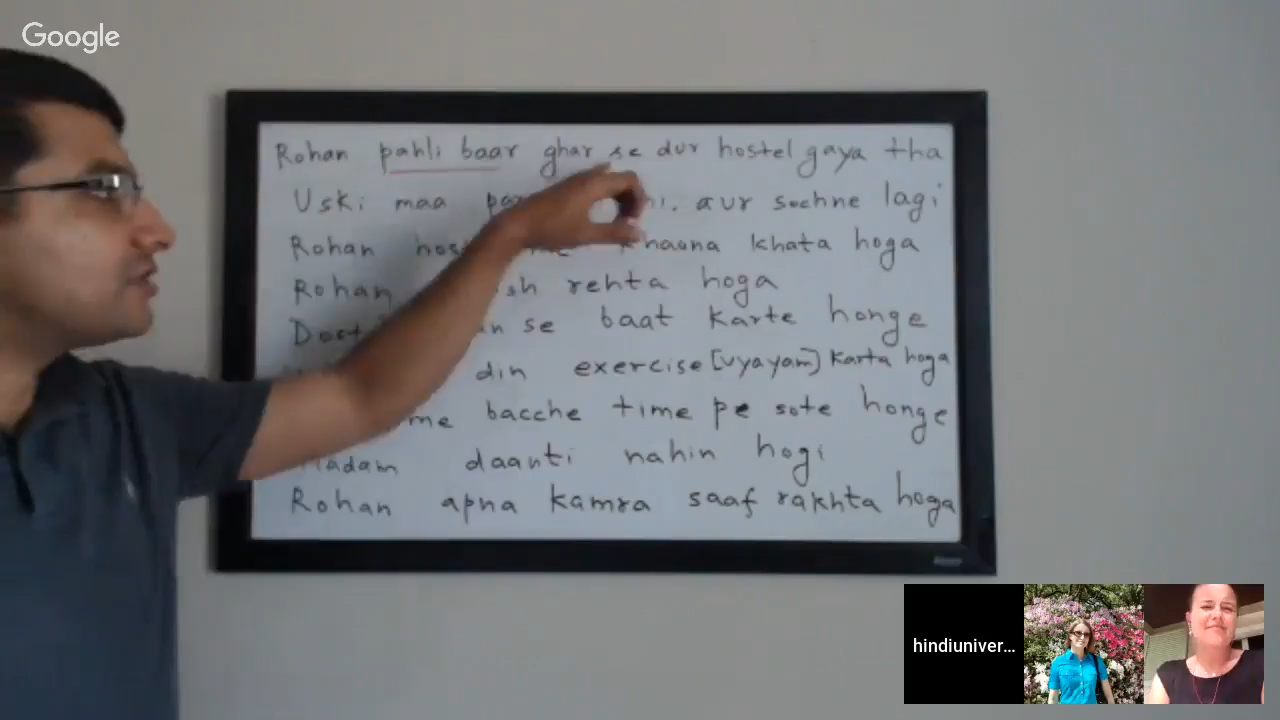 Google
Rohan pahli baar ghar se dur hostel gaya tha
Uski maa aur sochne lagi
Rohan khaana khata hoga
Rohan rehta hoga
se baat karte honge
din exercise [vyayam] karta hoga
me bacche time pe sote honge
Madam daanti nahin hogi
Rohan apna kamra saaf rakhta hoga
hindiuniver...